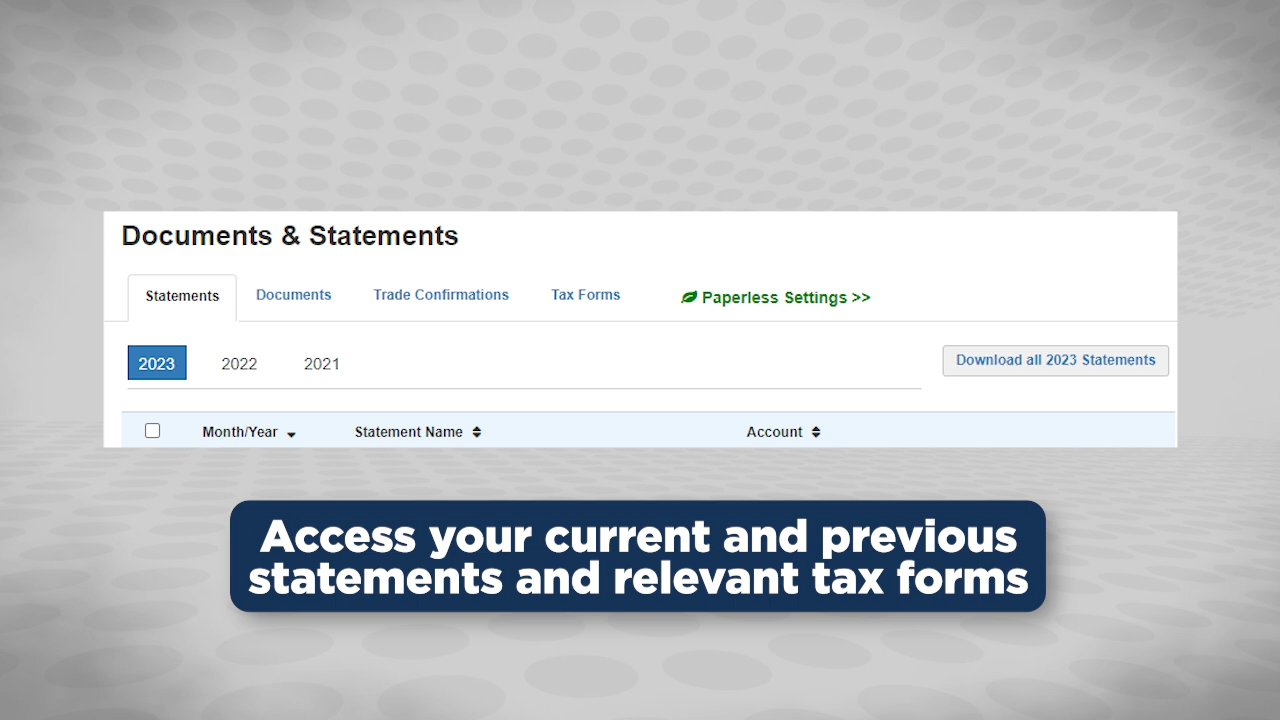 Documents & Statements
Statements Documents Trade Confirmations Tax Forms Paperless Settings >>
2023 2022 2021 Download all 2023 Statements
Month/Year Statement Name Account
Access your current and previous
statements and relevant tax forms